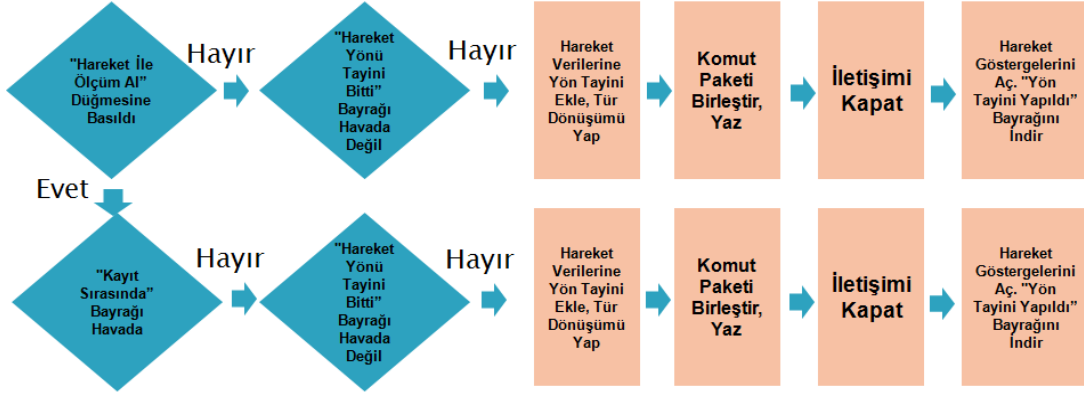 "Hareket İle
Ölçüm Al”
Düğmesine
Basıldı
Hayır
"Hareket
Yönü
Tayini
Bitti”
Bayrağı
Havada
Değil
Hayır
Hareket
Verilerine
Yön Tayini
Ekle, Tür
Dönüşümü
Yap
Komut
Paketi
Birleştir,
Yaz
İletişimi
Kapat
Hareket
Göstergelerini
Aç. "Yön
Tayini Yapıldı”
Bayrağını
İndir
Evet
"Kayıt
Sırasında”
Bayrağı
Havada
Hayır
"Hareket
Yönü
Tayini
Bitti”
Bayrağı
Havada
Değil
Hayır
Hareket
Verilerine
Yön Tayini
Ekle, Tür
Dönüşümü
Yap
Komut
Paketi
Birleştir,
Yaz
İletişimi
Kapat
Hareket
Göstergelerini
Aç. "Yön
Tayini Yapıldı”
Bayrağını
İndir